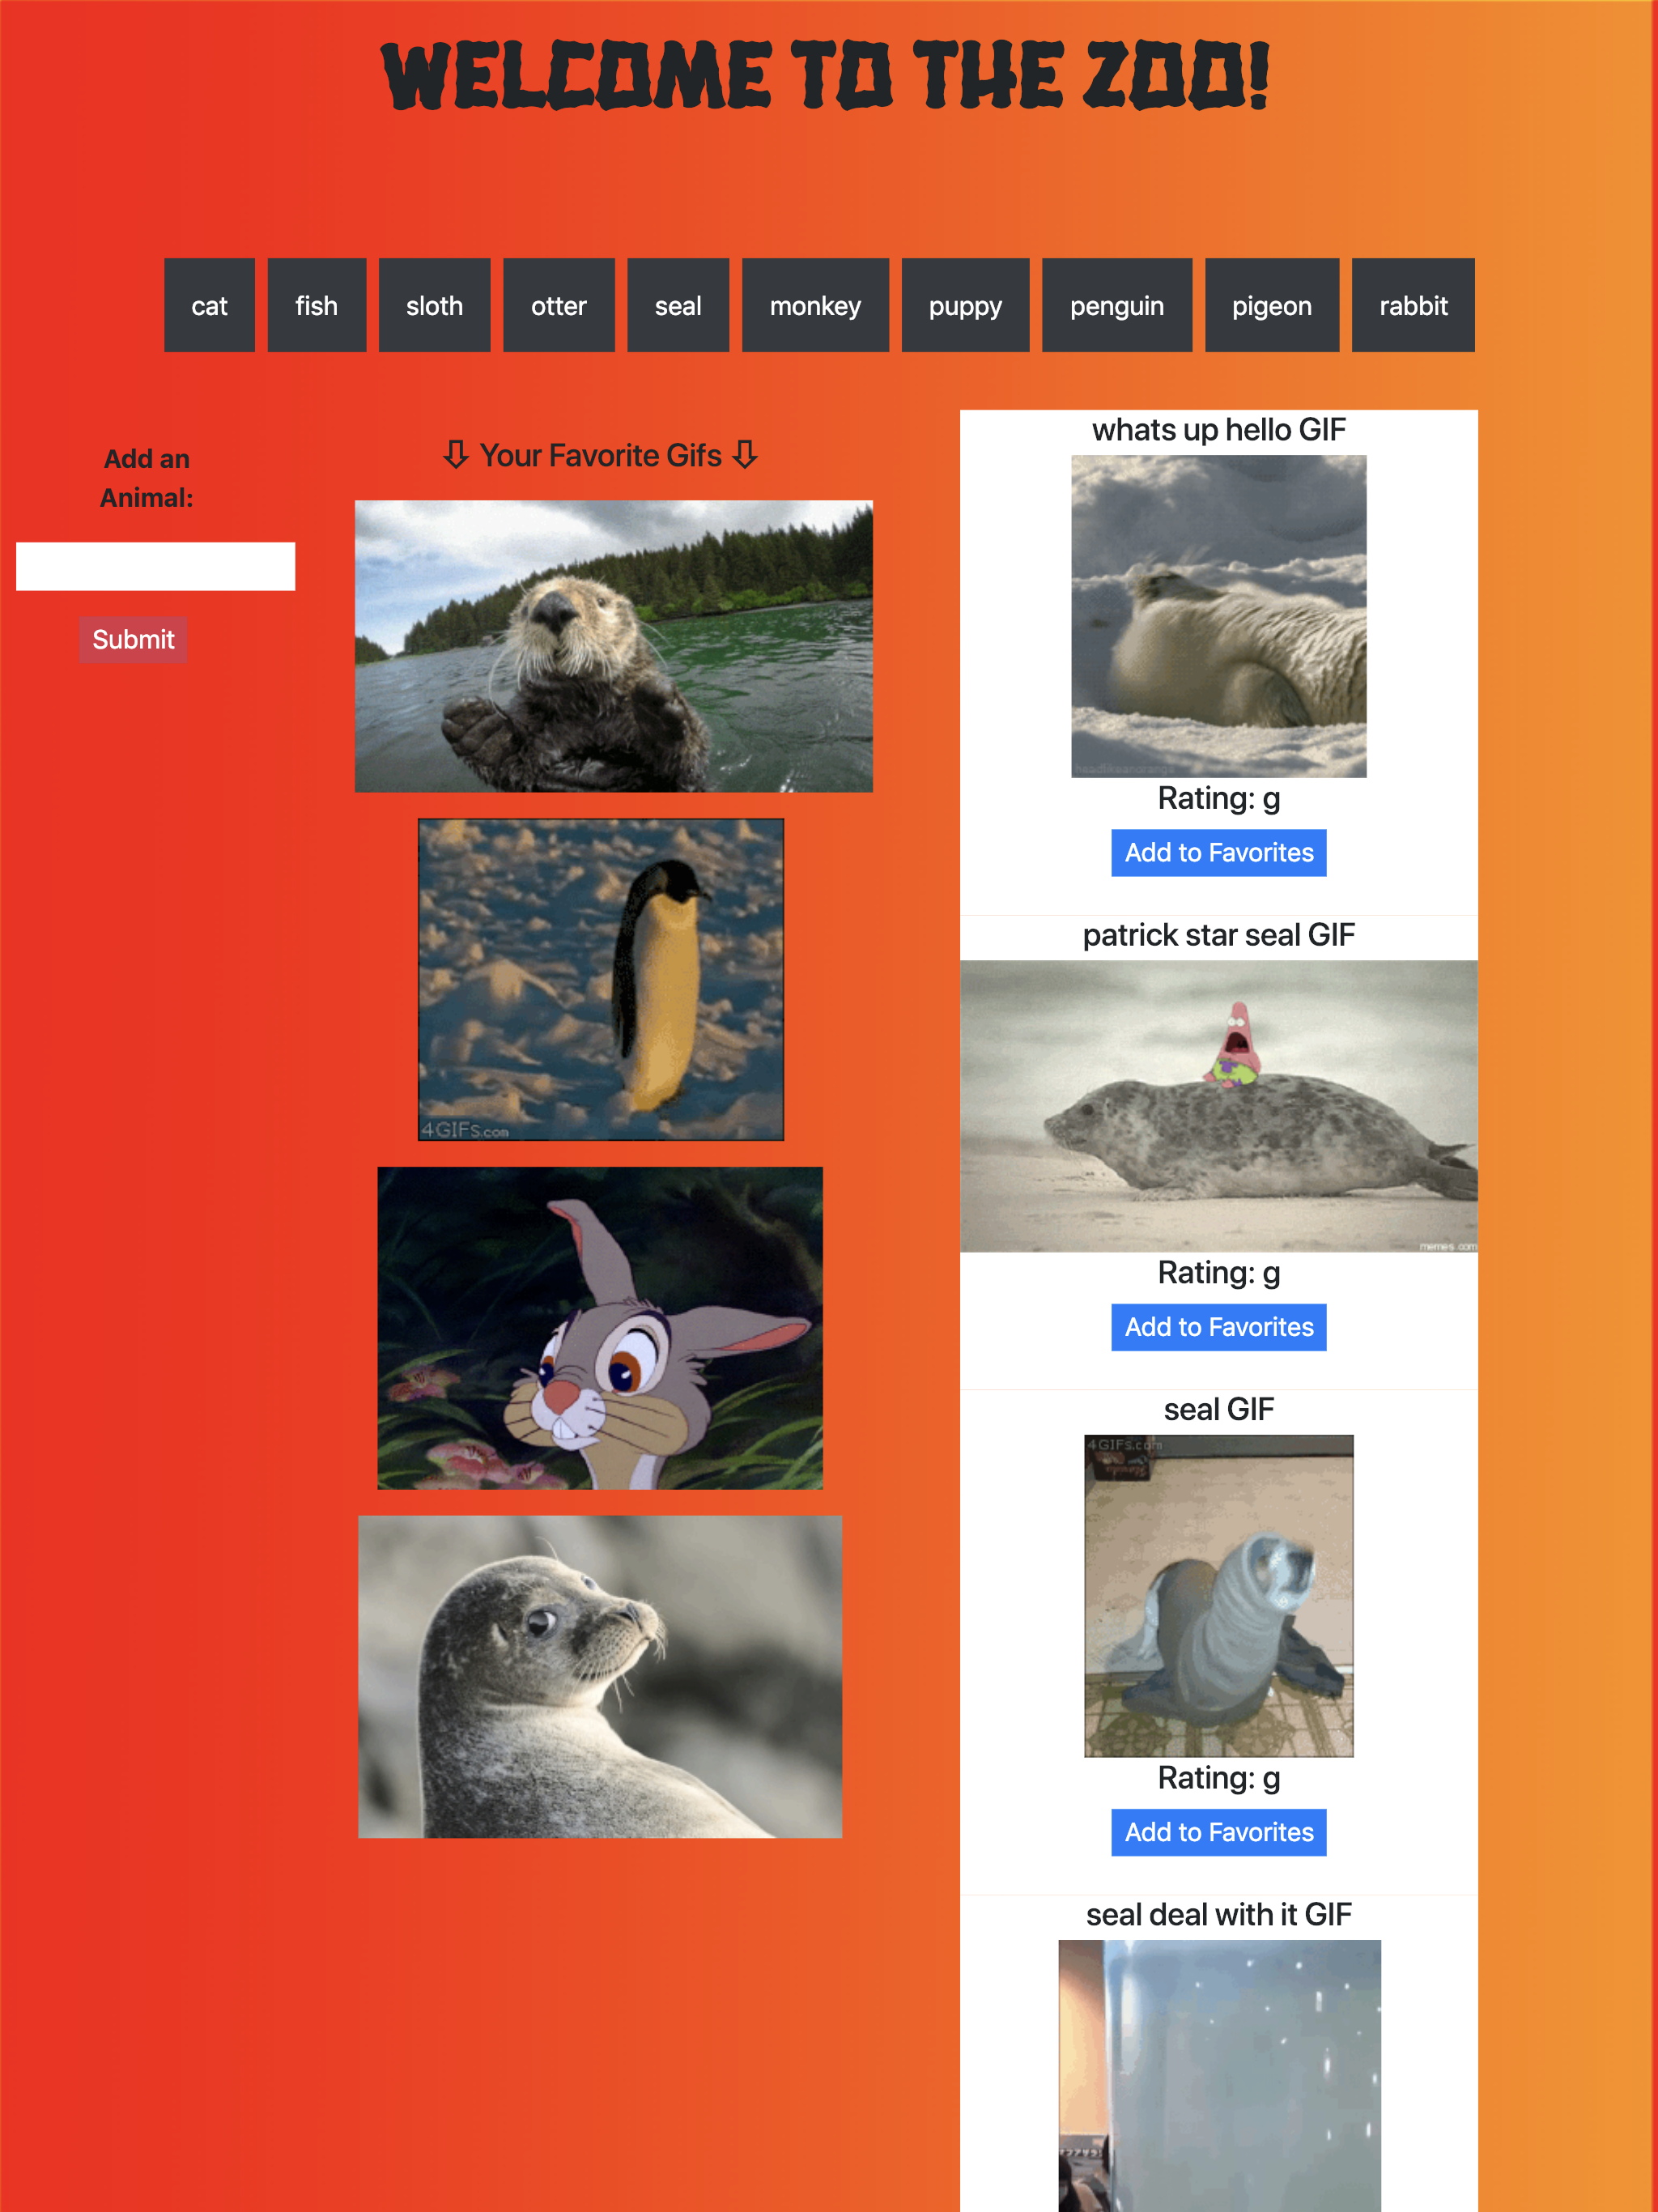 WELCOME TO THE ZOO!
cat
fish
sloth
otter
seal
monkey
puppy
penguin
pigeon
rabbit
Add an
Animal:
Submit
⇩ Your Favorite Gifs ⇩
4GIFs.com
whats up hello GIF
headlikeanorange
Rating: g
Add to Favorites
patrick star seal GIF
memes.com
Rating: g
Add to Favorites
seal GIF
4GIFs.com
Rating: g
Add to Favorites
seal deal with it GIF